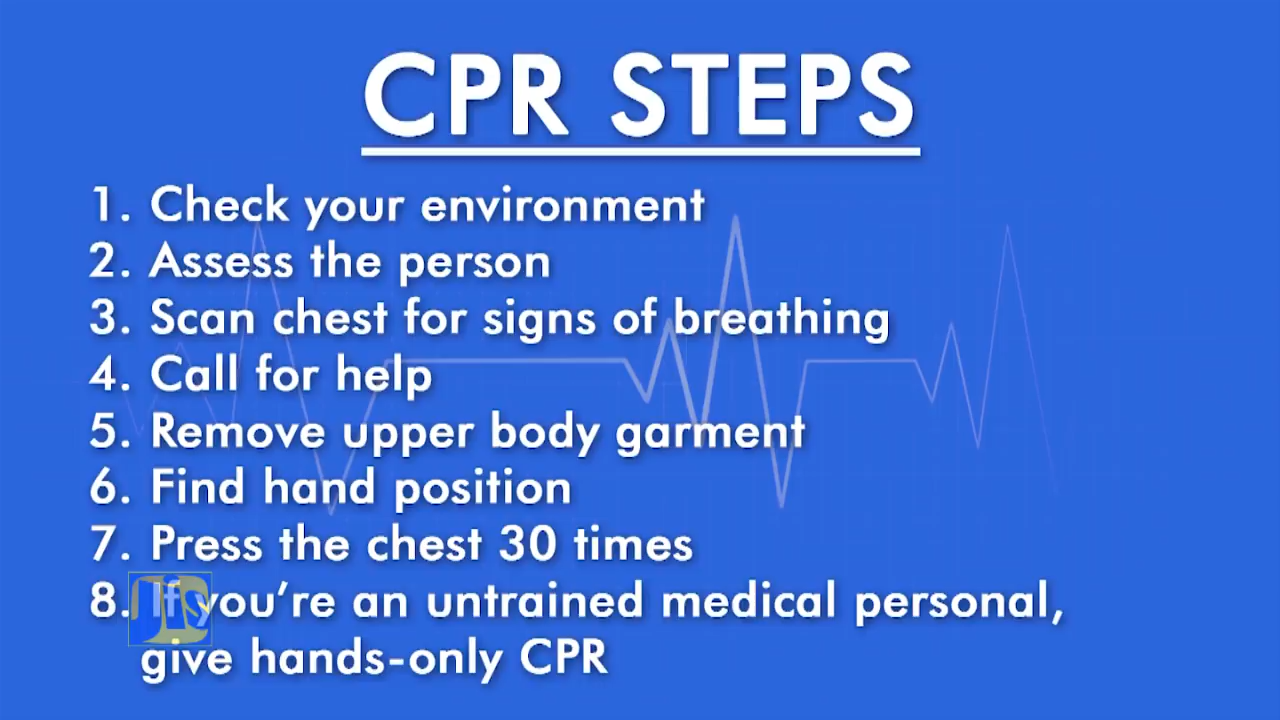 CPR STEPS
1. Check your environment
2. Assess the person
3. Scan chest for signs of breathing
4. Call for help
5. Remove upper body garment
6. Find hand position
7. Press the chest 30 times
8. If you're an untrained medical personal,
give hands-only CPR
jis